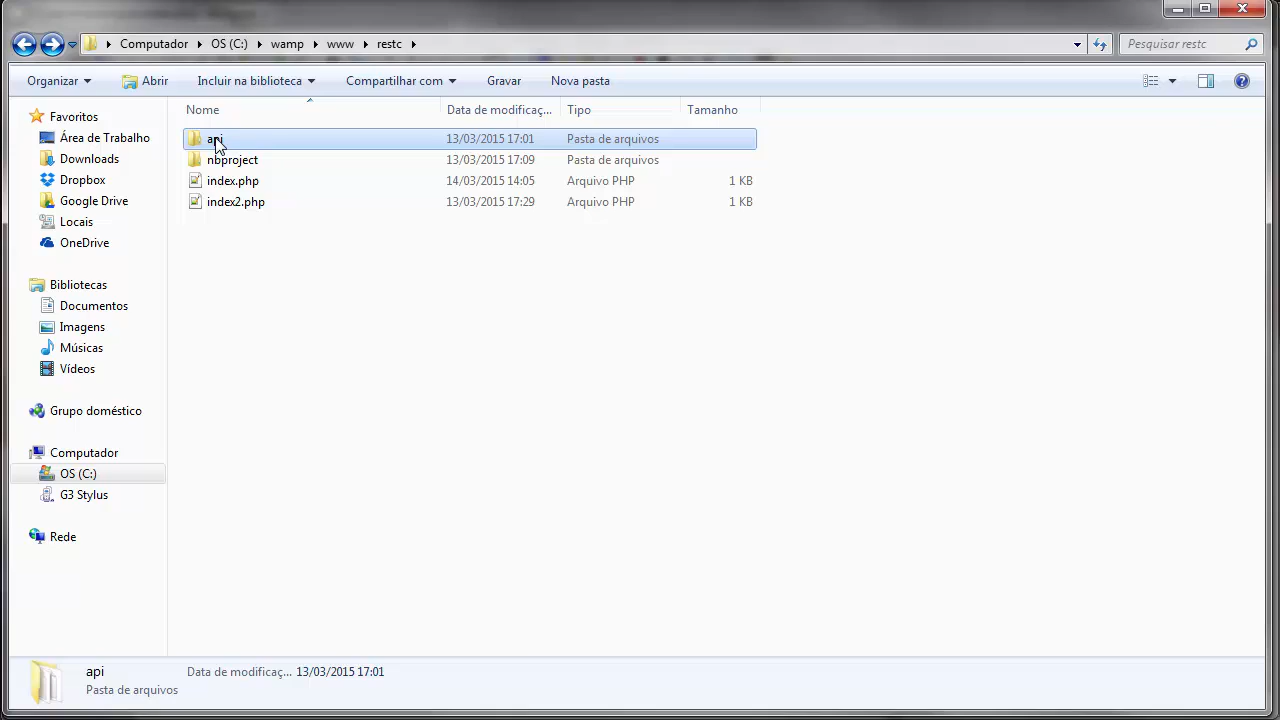 Computador OS (C:) wamp www restc
Pesquisar restc
Organizar Abrir Incluir na biblioteca Compartilhar com Gravar Nova pasta
Nome Data de modificaç... Tipo Tamanho
api 13/03/2015 17:01 Pasta de arquivos
nbproject 13/03/2015 17:09 Pasta de arquivos
index.php 14/03/2015 14:05 Arquivo PHP 1 KB
index2.php 13/03/2015 17:29 Arquivo PHP 1 KB
Favoritos
Área de Trabalho
Downloads
Dropbox
Google Drive
Locais
OneDrive
Bibliotecas
Documentos
Imagens
Músicas
Vídeos
Grupo doméstico
Computador
OS (C:)
G3 Stylus
Rede
api Data de modificaç... 13/03/2015 17:01
Pasta de arquivos